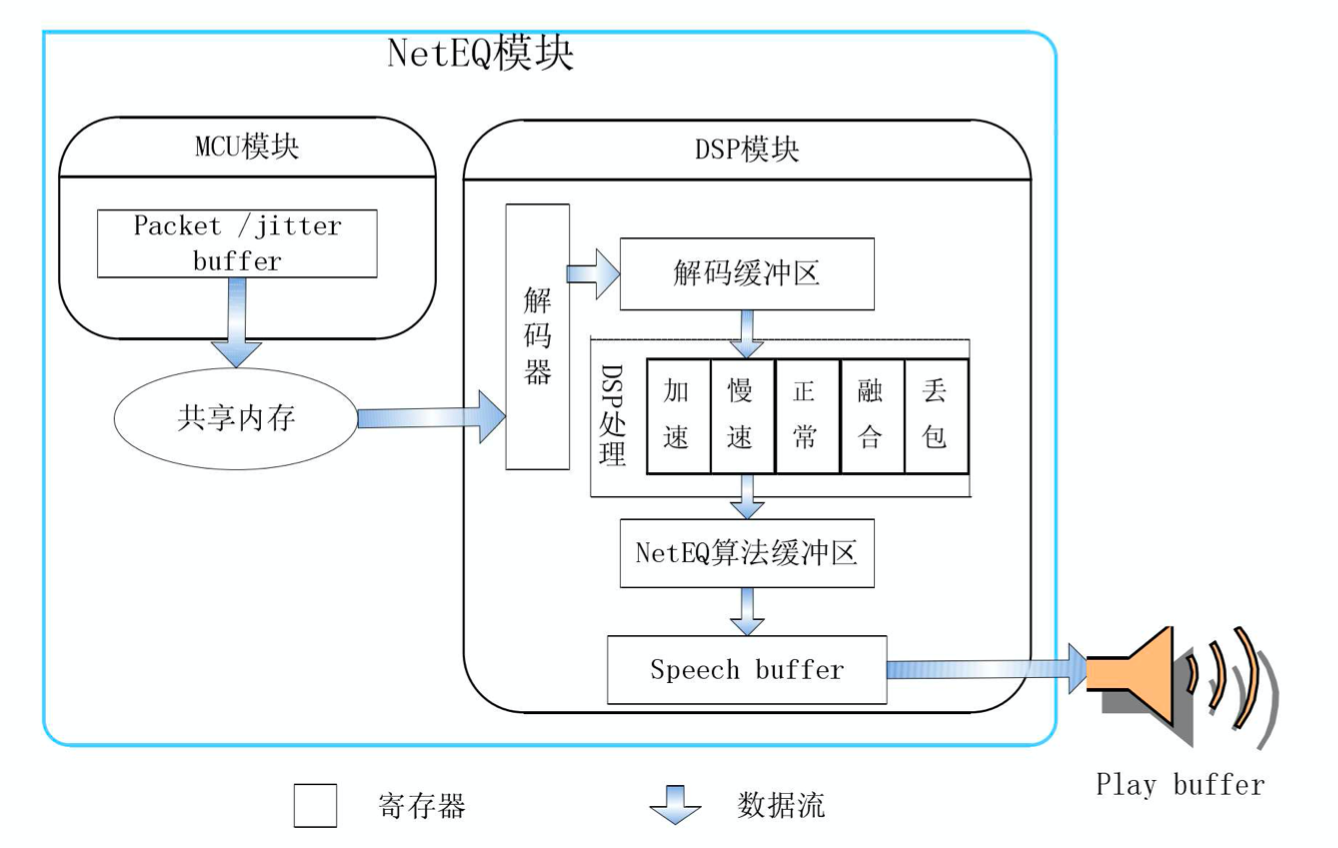 NetEQ模块
MCU模块
Packet /jitter
buffer
共享内存
DSP模块
解码器
解码缓冲区
DSP处理
加速
慢速
正常
融合
丢包
NetEQ算法缓冲区
Speech buffer
Play buffer
寄存器
数据流